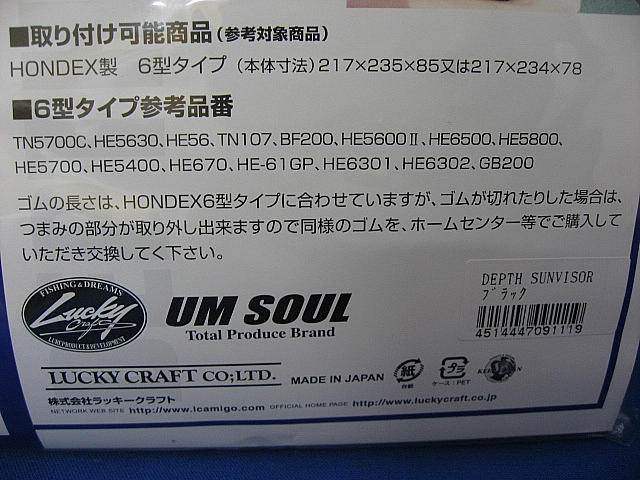 ■取り付け可能商品(参考対象商品)
HONDEX製 6型タイプ(本体寸法)217×235×85又は217×234×78
■6型タイプ参考品番
TN5700C、HE5630、HE56、TN107、BF200、HE5600Ⅱ、HE6500、HE5800、
HE5700、HE5400、HE670、HE-61GP、HE6301、HE6302、GB200
ゴムの長さは、HONDEX6型タイプに合わせていますが、ゴムが切れたりした場合は、
つまみの部分が取り外し出来ますので同様のゴムを、ホームセンター等でご購入して
いただき交換してく下さい。
DEPTH SUNVISOR
ブラック
4514447091119
FISHING & DREAMS
Lucky
Craft
LURE PRODUCT & DEVELOPMENT
UM SOUL
Total Produce Brand
LUCKY CRAFT CO;LTD.
MADE IN JAPAN
紙
台紙
プラ
ケース:PET
株式会社ラッキークラフト
NETWORK WEB SITE http://www.lcamigo.com OFFICIAL HOME PAGE http://www.luckycraft.co.jp